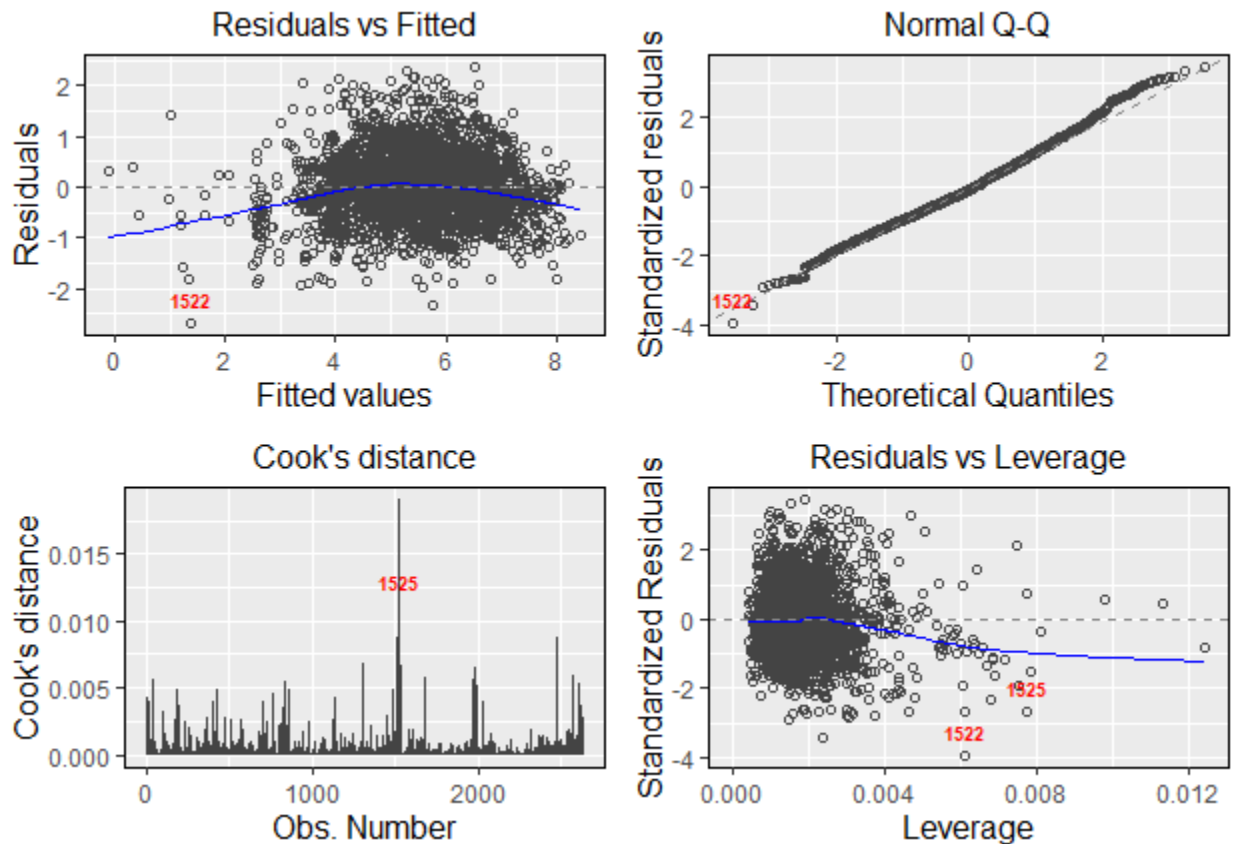 Residuals vs Fitted
Residuals
2
1
0
-1
-2
1522
0 2 4 6 8
Fitted values
Normal Q-Q
Standardized residuals
2
0
-2
-4
1522
-2 0 2
Theoretical Quantiles
Cook's distance
Cook's distance
0.015
0.010
0.005
0.000
1525
0 1000 2000
Obs. Number
Residuals vs Leverage
Standardized Residuals
2
0
-2
-4
1525
1522
0.000 0.004 0.008 0.012
Leverage